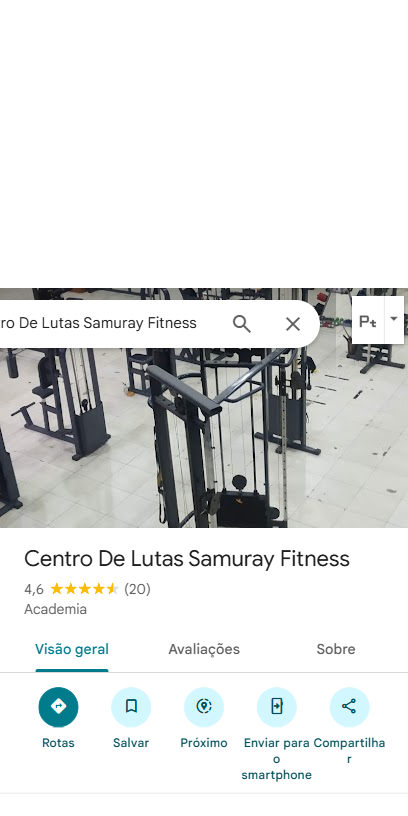 ro De Lutas Samuray Fitness
Pt
Centro De Lutas Samuray Fitness
4,6 (20)
Academia
Visão geral Avaliações Sobre
Rotas Salvar Próximo Enviar para o smartphone Compartilhar